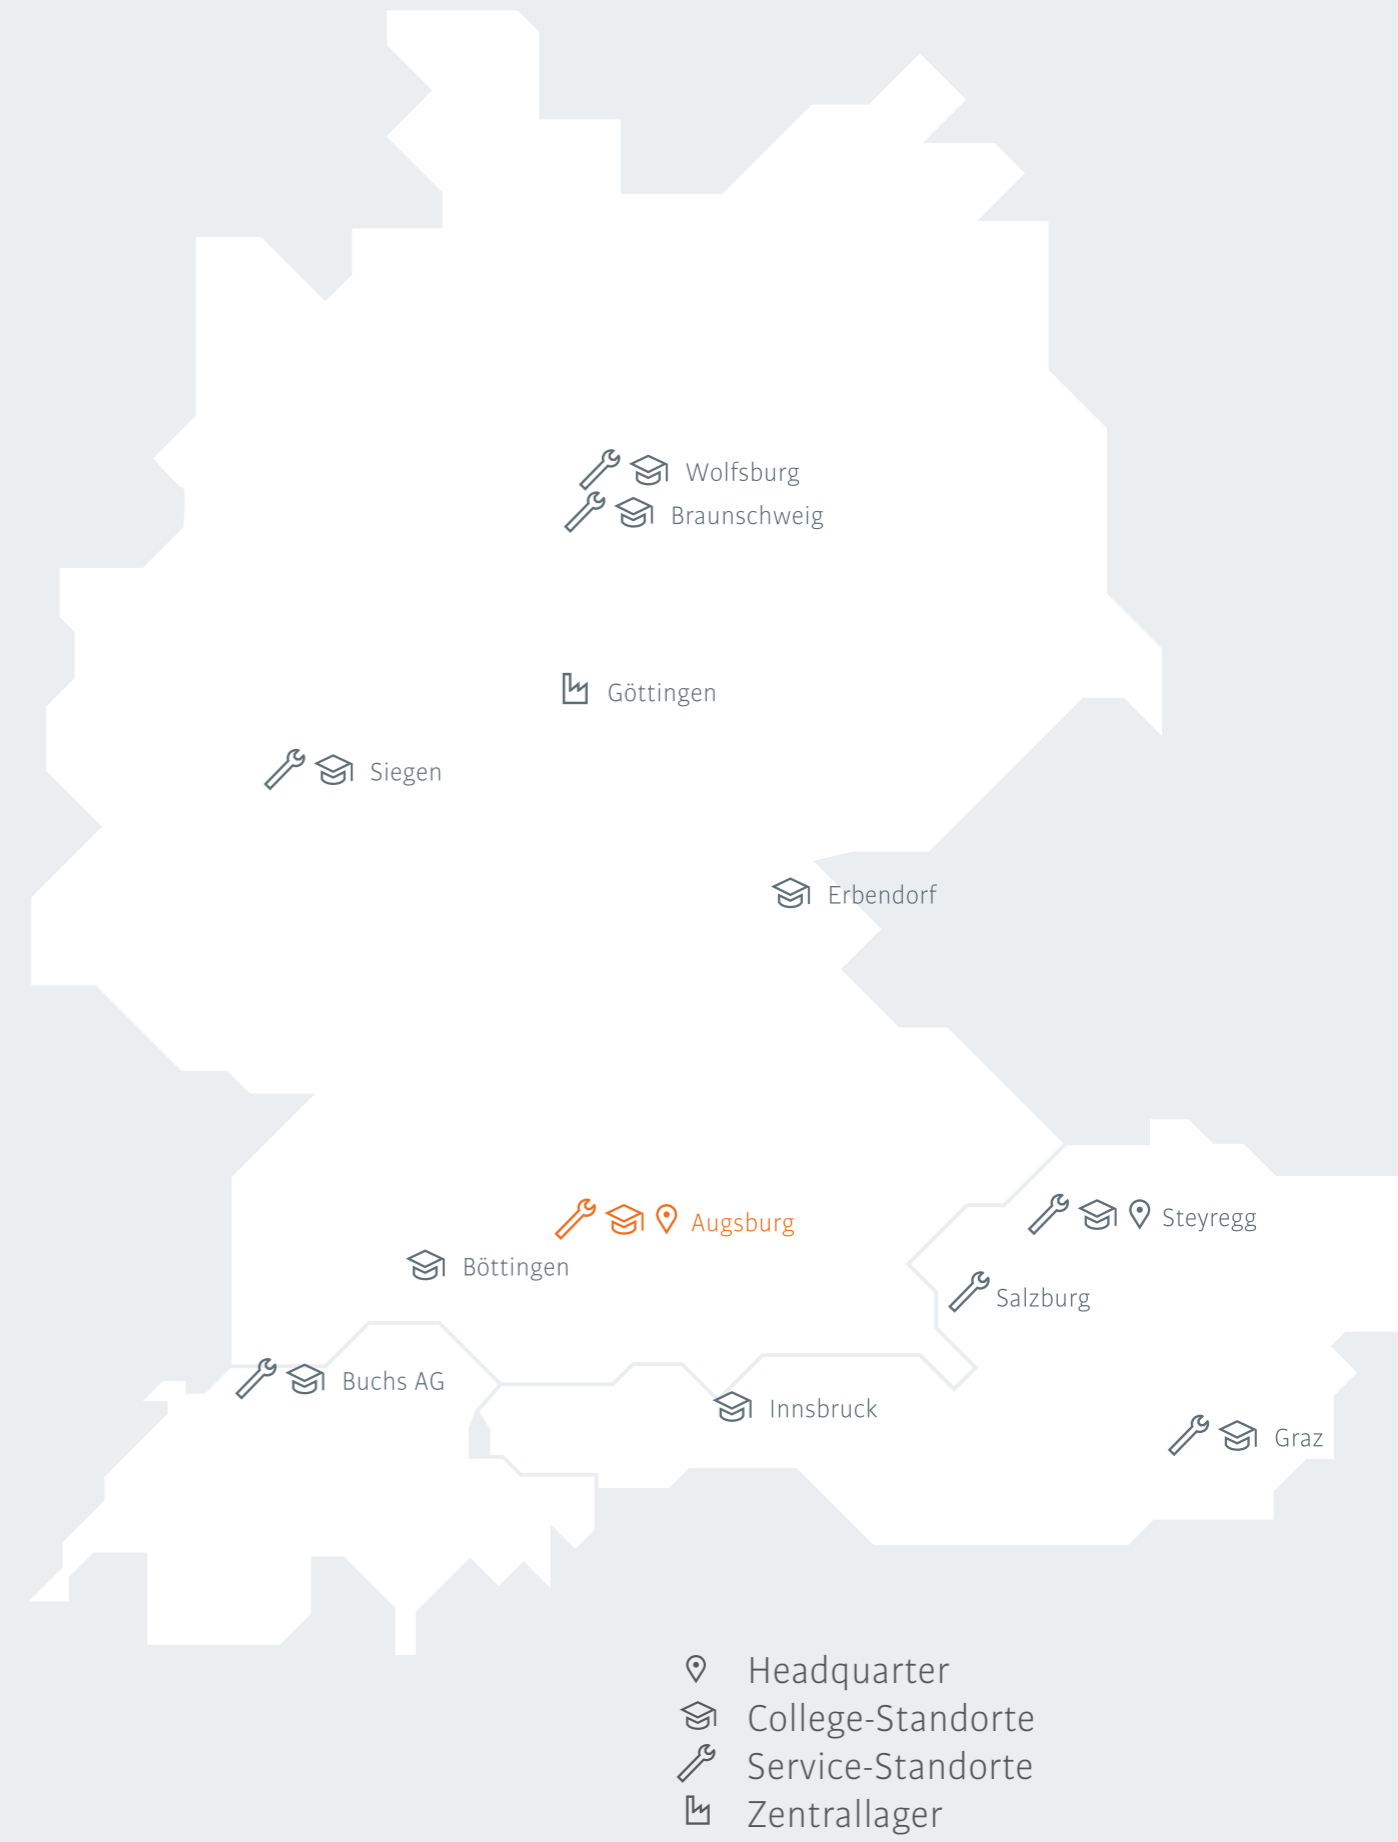 Wolfsburg
Braunschweig
Göttingen
Siegen
Erbendorf
Augsburg
Steyregg
Böttingen
Salzburg
Buchs AG
Innsbruck
Graz
Headquarter
College-Standorte
Service-Standorte
Zentrallager